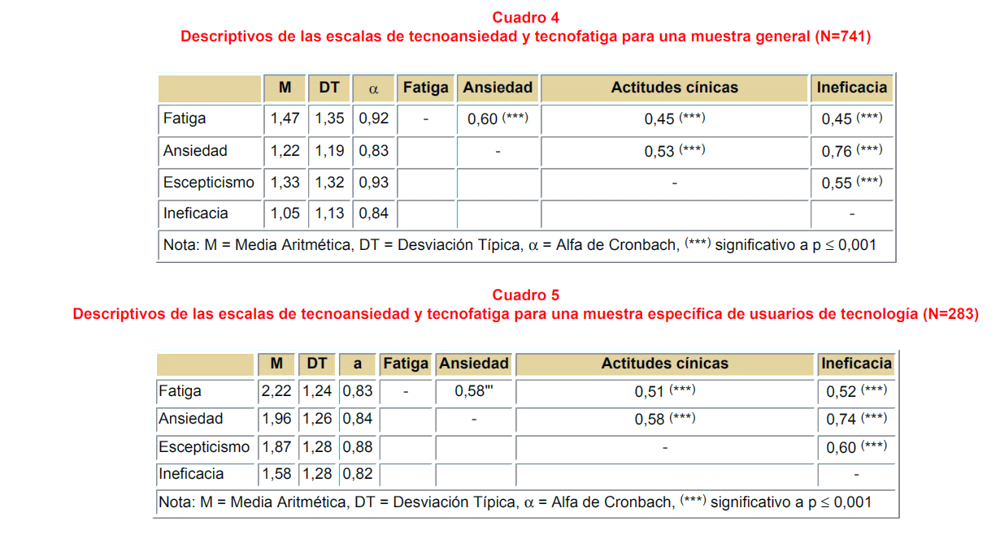 Cuadro 4
Descriptivos de las escalas de tecnoansiedad y tecnofatiga para una muestra general (N=741)
M DT α Fatiga Ansiedad Actitudes cínicas Ineficacia
Fatiga 1,47 1,35 0,92 - 0,60 (***) 0,45 (***) 0,45 (***)
Ansiedad 1,22 1,19 0,83 - 0,53 (***) 0,76 (***)
Escepticismo 1,33 1,32 0,93 - 0,55 (***)
Ineficacia 1,05 1,13 0,84 -
Nota: M = Media Aritmética, DT = Desviación Típica, α = Alfa de Cronbach, (***) significativo a p ≤ 0,001
Cuadro 5
Descriptivos de las escalas de tecnoansiedad y tecnofatiga para una muestra específica de usuarios de tecnología (N=283)
M DT a Fatiga Ansiedad Actitudes cínicas Ineficacia
Fatiga 2,22 1,24 0,83 - 0,58"' 0,51 (***) 0,52 (***)
Ansiedad 1,96 1,26 0,84 - 0,58 (***) 0,74 (***)
Escepticismo 1,87 1,28 0,88 - 0,60 (***)
Ineficacia 1,58 1,28 0,82 -
Nota: M = Media Aritmética, DT = Desviación Típica, α = Alfa de Cronbach, (***) significativo a p ≤ 0,001